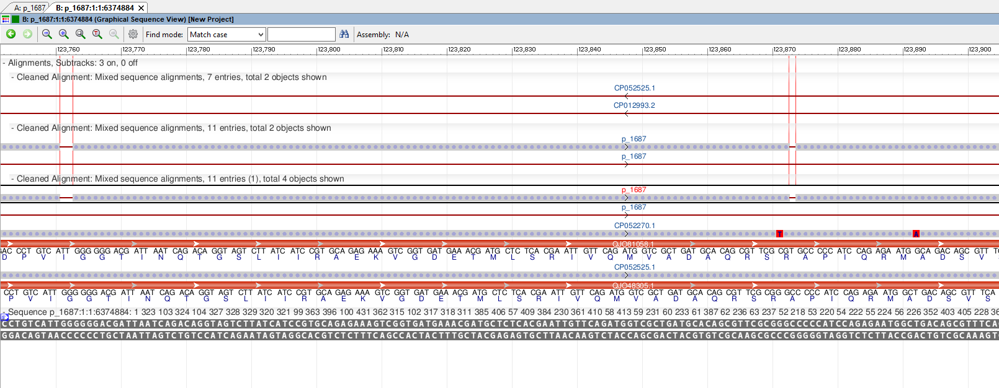 A: p_1687 B: p_1687:1:1:6374884
B: p_1687:1:1:6374884 (Graphical Sequence View) [New Project]
Find mode: Match case Assembly: N/A
123,760 123,770 123,780 123,790 123,800 123,810 123,820 123,830 123,840 123,850 123,860 123,870 123,880 123,890 123,900
- Alignments, Subtracks: 3 on, 0 off
- Cleaned Alignment: Mixed sequence alignments, 7 entries, total 2 objects shown
CP052525.1
CP012993.2
- Cleaned Alignment: Mixed sequence alignments, 11 entries, total 2 objects shown
p_1687
p_1687
- Cleaned Alignment: Mixed sequence alignments, 11 entries (1), total 4 objects shown
p_1687
p_1687
CP052270.1
T A
QJO81058.1
AC CCT GTC ATT GGG GGG ACG ATT AAT CAG ACA GGT AGT CTT ATC ATC CGT GCA GAG AAA GTC GGT GAT GAA ACG ATG CTC TCA CGA ATT GTT CAG ATG GTC GCT GAT GCA CAG CGT TCG CGT GCC CCC ATC CAG AGA ATG GCA GAC AGC GTT
D P V I G G T I N Q T G S L I I R A E K V G D E T M L S R I V Q M V A D A Q R S R A P I Q R M A D S V
CP052525.1
QJO48305.1
CCT GTC ATT GGG GGG ACG ATT AAT CAG ACA GGT AGT CTT ATC ATC CGT GCA GAG AAA GTC GGT GAT GAA ACG ATG CTC TCA CGA ATT GTT CAG ATG GTC GCT GAT GCA CAG CGT TCG CGG GCC CCC ATC CAG AGA ATG GCT GAC AGC GTT TCA
P V I G G T I N Q T G S L I I R A E K V G D E T M L S R I V Q M V A D A Q R S R A P I Q R M A D S V S
- Sequence p_1687:1:1:6374884: 1 323 103 324 104 327 328 329 320 321 99 363 396 100 431 362 315 102 317 318 311 385 406 57 409 384 230 361 410 58 413 59 411 60 233 61 387 62 236 63 237 52 218 53 220 54 222 55 224 56 226 352 403 405 228 36
CCTGTCATTGGGGGGACGATTAATCAGACAGGTAGTCTTATCATCCGTGCAGAGAAAGTCGGTGATGAAACGATGCTCTCACGAATTGTTCAGATGGTCGCTGATGCACAGCGTTCGCGGGCCCCCATCCAGAGAATGGCTGACAGCGTTTCA
GGACAGTAACCCCCCTGCTAATTAGTCTGTCCATCAGAATAGTAGGCACGTCTCTTTCAGCCACTACTTTGCTACGAGAGTGCTTAACAAGTCTACCAGCGACTACGTGTCGCAAGCGCCCGGGGGTAGGTCTCTTACCGACTGTCGCAAAGT